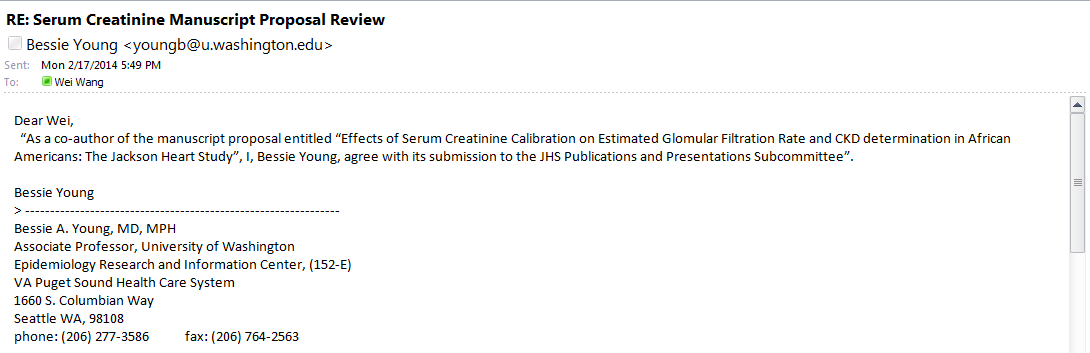 RE: Serum Creatinine Manuscript Proposal Review
Bessie Young <youngb@u.washington.edu>
Sent: Mon 2/17/2014 5:49 PM
To: Wei Wang
Dear Wei,
“As a co-author of the manuscript proposal entitled “Effects of Serum Creatinine Calibration on Estimated Glomular Filtration Rate and CKD determination in African
Americans: The Jackson Heart Study”, I, Bessie Young, agree with its submission to the JHS Publications and Presentations Subcommittee”.
Bessie Young
> ---------------------------------------------------------------
Bessie A. Young, MD, MPH
Associate Professor, University of Washington
Epidemiology Research and Information Center, (152-E)
VA Puget Sound Health Care System
1660 S. Columbian Way
Seattle WA, 98108
phone: (206) 277-3586 fax: (206) 764-2563